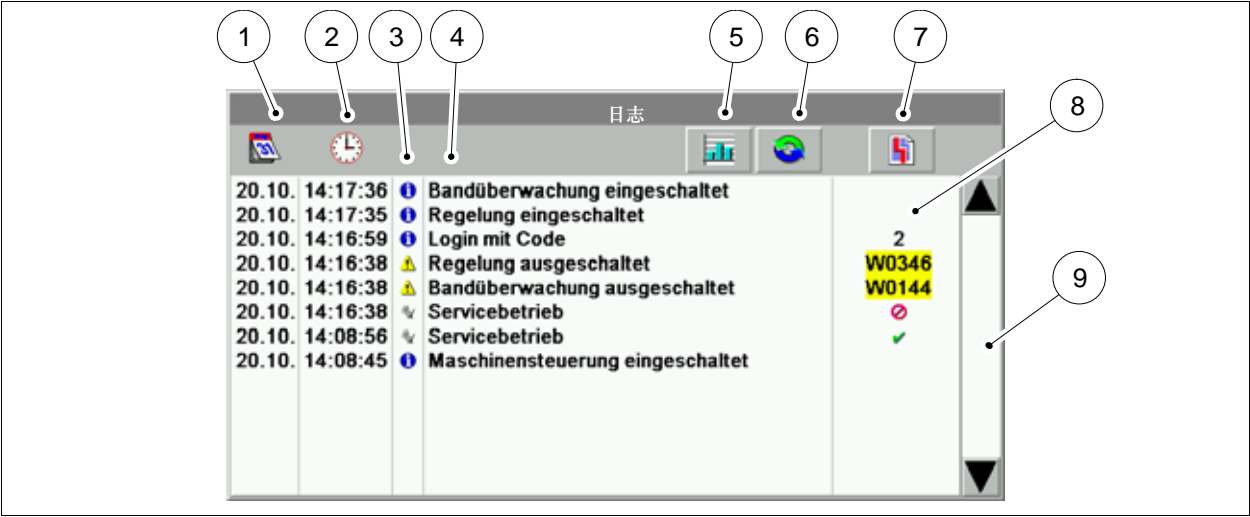 1 2 3 4 5 6 7
8
9
日志
31
20.10. 14:17:36 Bandüberwachung eingeschaltet
20.10. 14:17:35 Regelung eingeschaltet
20.10. 14:16:59 Login mit Code 2
20.10. 14:16:38 Regelung ausgeschaltet W0346
20.10. 14:16:38 Bandüberwachung ausgeschaltet W0144
20.10. 14:16:38 Servicebetrieb
20.10. 14:08:56 Servicebetrieb
20.10. 14:08:45 Maschinensteuerung eingeschaltet